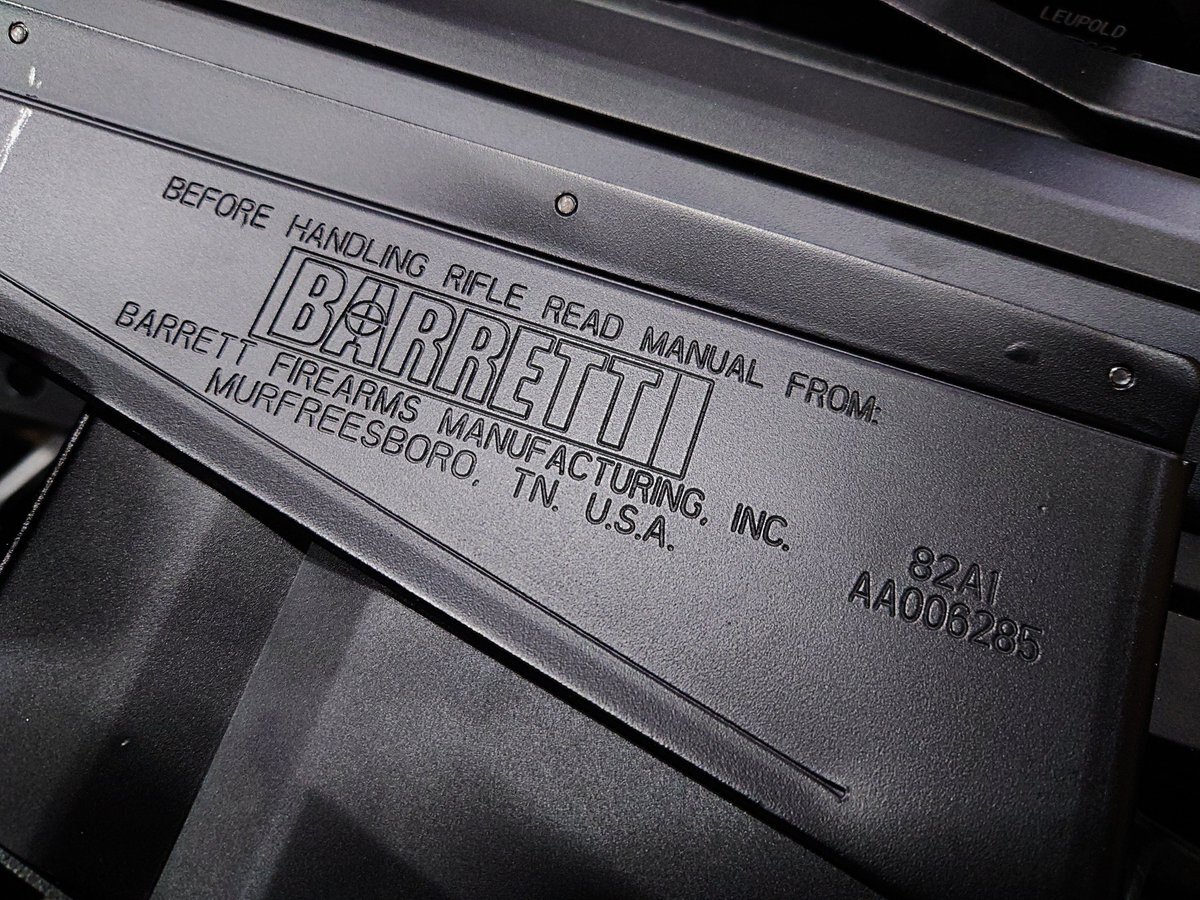 LEUPOLD
BEFORE HANDLING RIFLE READ MANUAL FROM:
BARRETT
BARRETT FIREARMS MANUFACTURING, INC.
MURFREESBORO, TN. U.S.A.
82A1
AA006285